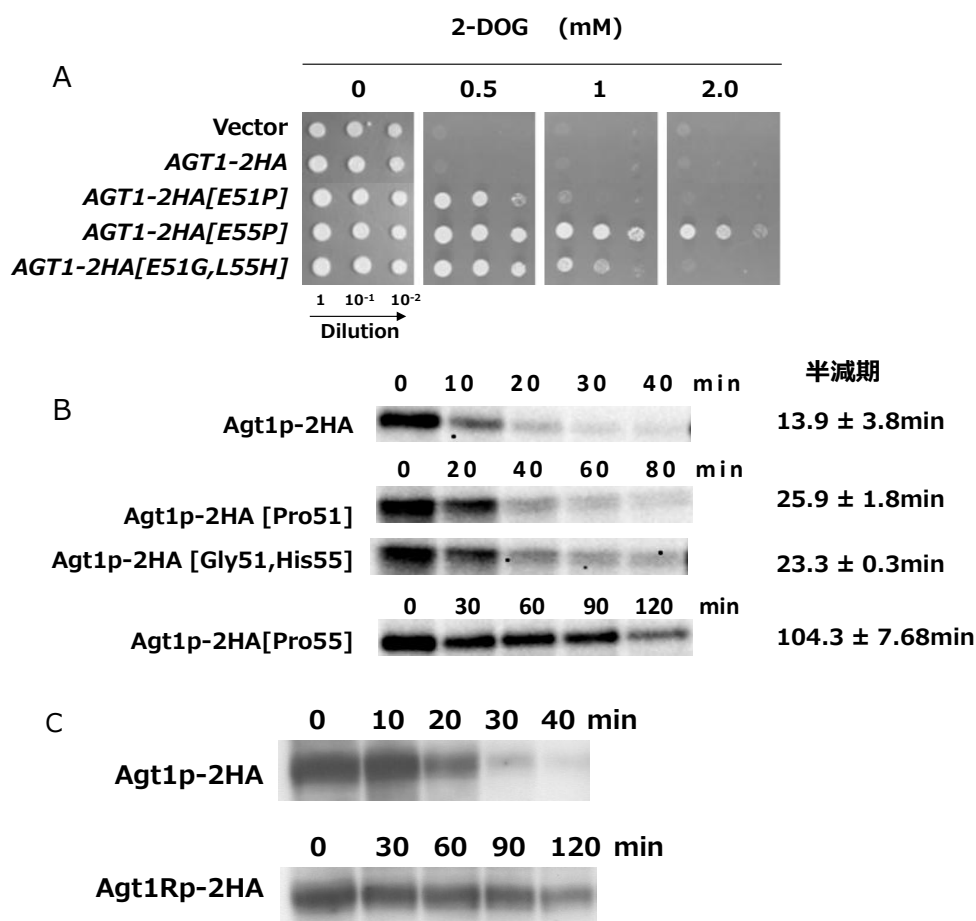 2-DOG (mM)
A
0 0.5 1 2.0
Vector
AGT1-2HA
AGT1-2HA[E51P]
AGT1-2HA[E55P]
AGT1-2HA[E51G,L55H]
1 10⁻¹ 10⁻²
Dilution
B
0 10 20 30 40 min 半減期
Agt1p-2HA 13.9 ± 3.8min
0 20 40 60 80 min
Agt1p-2HA [Pro51] 25.9 ± 1.8min
Agt1p-2HA [Gly51,His55] 23.3 ± 0.3min
0 30 60 90 120 min
Agt1p-2HA[Pro55] 104.3 ± 7.68min
C
0 10 20 30 40 min
Agt1p-2HA
0 30 60 90 120 min
Agt1Rp-2HA